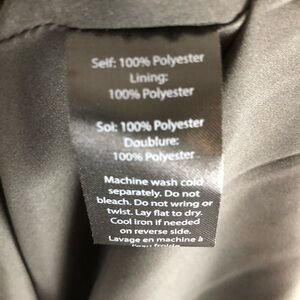 Self: 100% Polyester
Lining:
100% Polyester
Soi: 100% Polyester
Doublure:
100% Polyester
Machine wash cold
separately. Do not
bleach. Do not wring or
twist. Lay flat to dry.
Cool iron if needed
on reverse side.
Lavage en machine à
l'eau froide